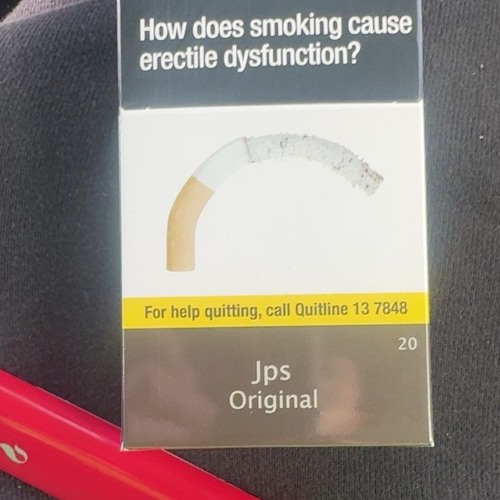 How does smoking cause
erectile dysfunction?
For help quitting, call Quitline 13 7848
20
Jps
Original